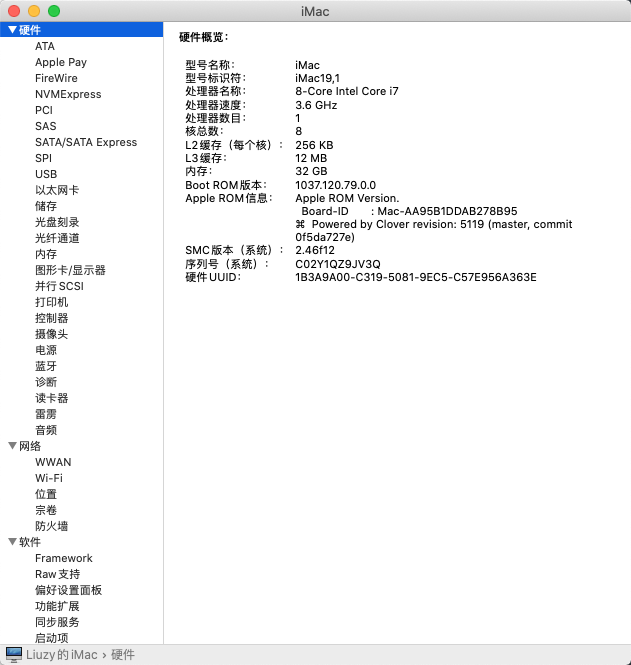 iMac
硬件
ATA
Apple Pay
FireWire
NVMExpress
PCI
SAS
SATA/SATA Express
SPI
USB
以太网卡
储存
光盘刻录
光纤通道
内存
图形卡/显示器
并行SCSI
打印机
控制器
摄像头
电源
蓝牙
诊断
读卡器
雷雳
音频
网络
WWAN
Wi-Fi
位置
宗卷
防火墙
软件
Framework
Raw支持
偏好设置面板
功能扩展
同步服务
启动项
硬件概览：
型号名称： iMac
型号标识符： iMac19,1
处理器名称： 8-Core Intel Core i7
处理器速度： 3.6 GHz
处理器数目： 1
核总数： 8
L2缓存（每个核）： 256 KB
L3缓存： 12 MB
内存： 32 GB
Boot ROM版本： 1037.120.79.0.0
Apple ROM信息： Apple ROM Version.
Board-ID : Mac-AA95B1DDAB278B95
⌘ Powered by Clover revision: 5119 (master, commit
0f5da727e)
SMC版本（系统）： 2.46f12
序列号（系统）： C02Y1QZ9JV3Q
硬件UUID： 1B3A9A00-C319-5081-9EC5-C57E956A363E
Liuzy的iMac › 硬件